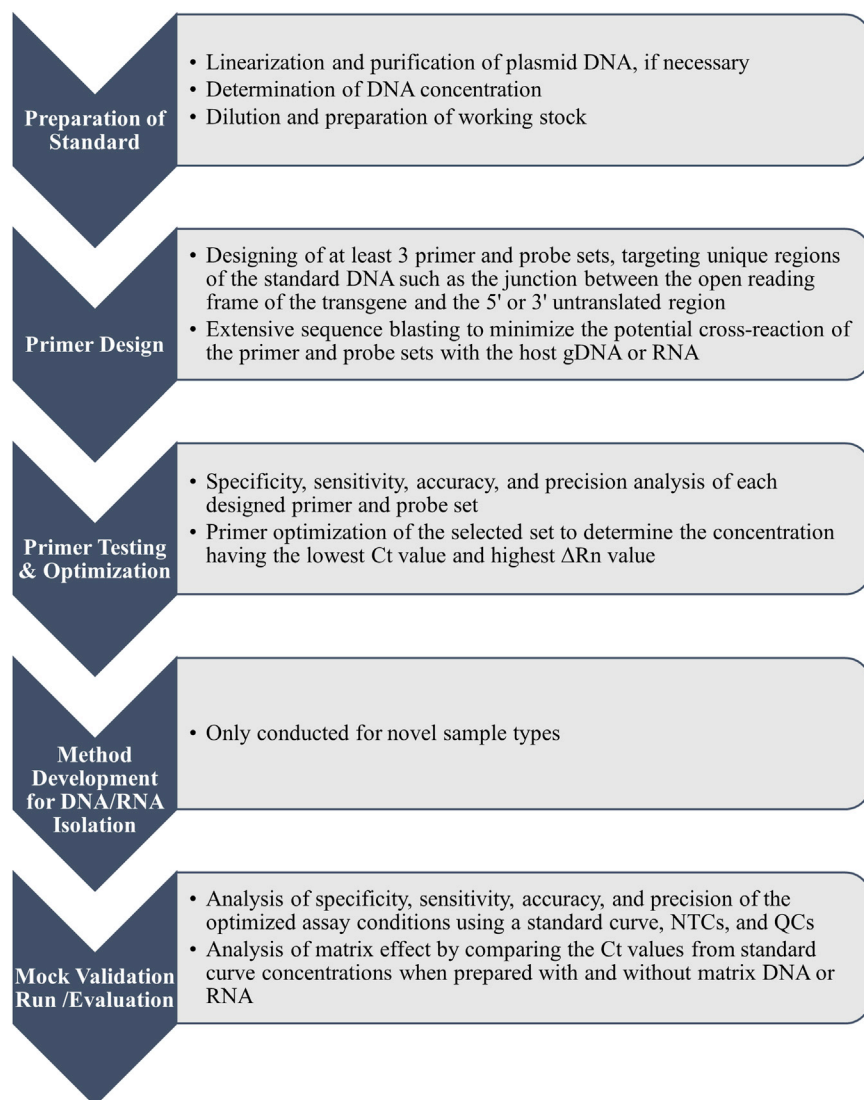 Preparation of
Standard
• Linearization and purification of plasmid DNA, if necessary
• Determination of DNA concentration
• Dilution and preparation of working stock
Primer Design
• Designing of at least 3 primer and probe sets, targeting unique regions
of the standard DNA such as the junction between the open reading
frame of the transgene and the 5' or 3' untranslated region
• Extensive sequence blasting to minimize the potential cross-reaction of
the primer and probe sets with the host gDNA or RNA
Primer Testing
& Optimization
• Specificity, sensitivity, accuracy, and precision analysis of each
designed primer and probe set
• Primer optimization of the selected set to determine the concentration
having the lowest Ct value and highest ΔRn value
Method
Development
for DNA/RNA
Isolation
• Only conducted for novel sample types
Mock Validation
Run /Evaluation
• Analysis of specificity, sensitivity, accuracy, and precision of the
optimized assay conditions using a standard curve, NTCs, and QCs
• Analysis of matrix effect by comparing the Ct values from standard
curve concentrations when prepared with and without matrix DNA or
RNA